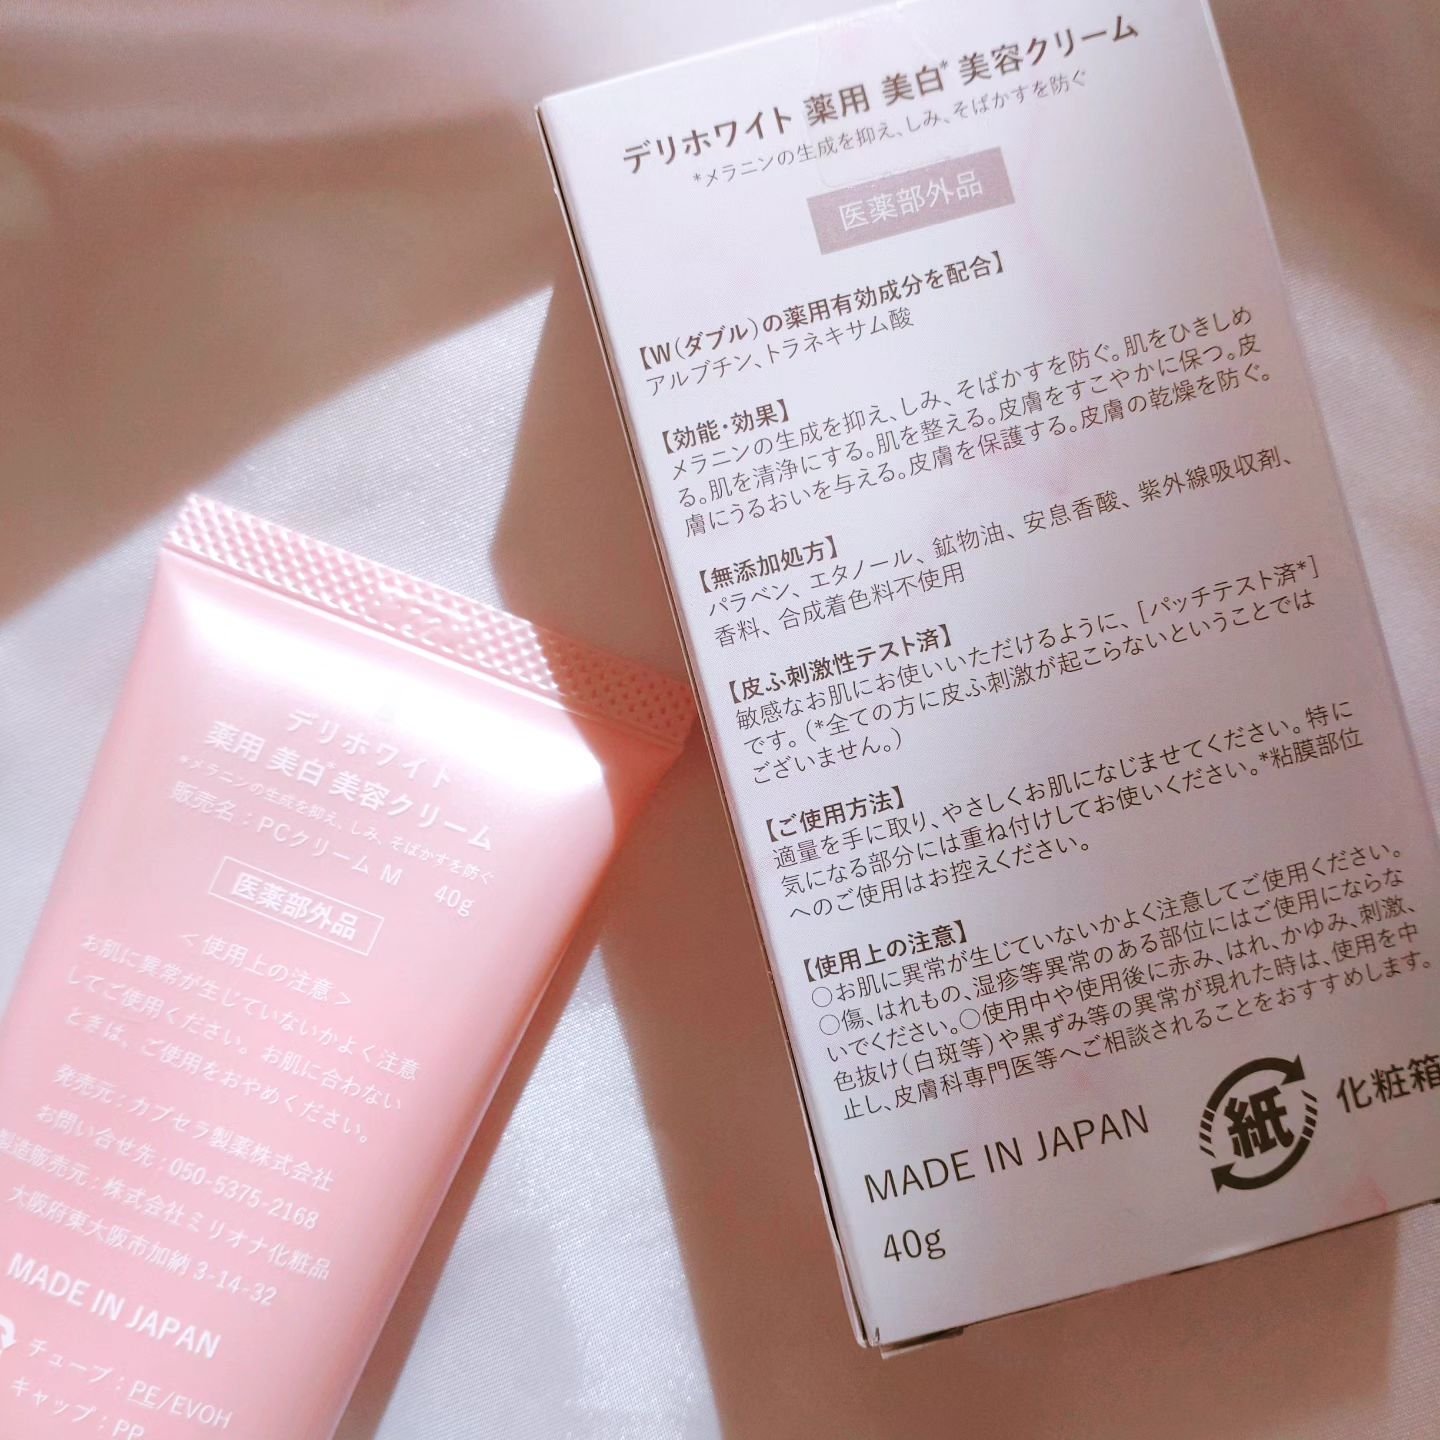 デリホワイト 薬用 美白* 美容クリーム
*メラニンの生成を抑え、しみ、そばかすを防ぐ
医薬部外品
【W(ダブル)の薬用有効成分を配合】
アルブチン、トラネキサム酸
【効能・効果】
メラニンの生成を抑え、しみ、そばかすを防ぐ。肌をひきしめ
る。肌を清浄にする。肌を整える。皮膚をすこやかに保つ。皮
膚にうるおいを与える。皮膚を保護する。皮膚の乾燥を防ぐ。
【無添加処方】
パラベン、エタノール、鉱物油、安息香酸、紫外線吸収剤、
香料、合成着色料不使用
【皮ふ刺激性テスト済】
敏感なお肌にお使いいただけるように、[パッチテスト済*]
です。(*全ての方に皮ふ刺激が起こらないということでは
ございません。)
【ご使用方法】
適量を手に取り、やさしくお肌になじませてください。特に
気になる部分には重ね付けしてお使いください。*粘膜部位
へのご使用はお控えください。
【使用上の注意】
○お肌に異常が生じていないかよく注意してご使用ください。
○傷、はれもの、湿疹等異常のある部位にはご使用にならな
いでください。○使用中や使用後に赤み、はれ、かゆみ、刺激、
色抜け(白斑等)や黒ずみ等の異常が現れた時は、使用を中
止し、皮膚科専門医等へご相談されることをおすすめします。
MADE IN JAPAN
40g
紙
化粧箱
デリホワイト
薬用 美白* 美容クリーム
*メラニンの生成を抑え、しみ、そばかすを防ぐ
販売名:PCクリーム M 40g
医薬部外品
<使用上の注意>
お肌に異常が生じていないかよく注意
してご使用ください。お肌に合わない
ときは、ご使用をおやめください。
発売元:カプセラ製薬株式会社
お問い合せ先:050-5375-2168
製造販売元:株式会社ミリオナ化粧品
大阪府東大阪市加納 3-14-32
MADE IN JAPAN
チューブ:PE/EVOH
キャップ:PP